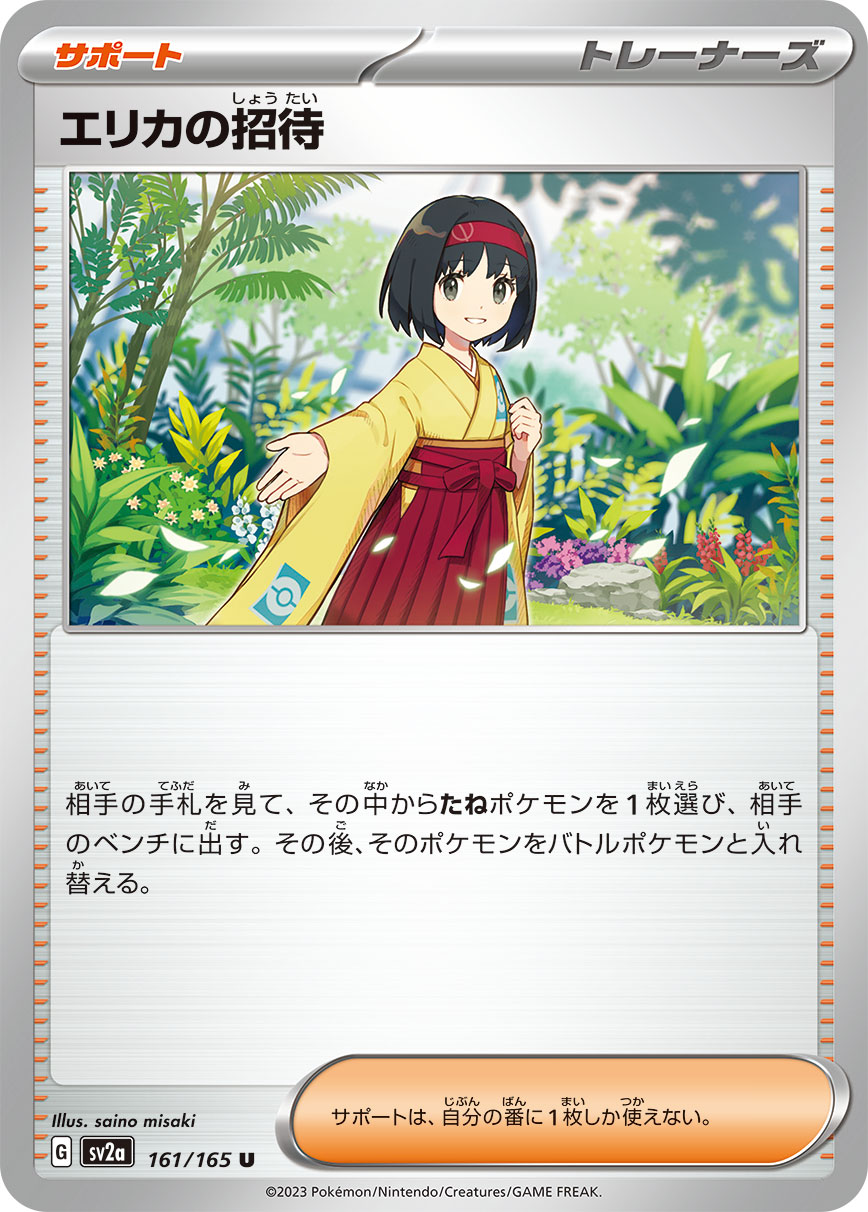 サポート
トレーナーズ
しょうたい
エリカの招待
あいて てふだ み なか まいえら あいて
相手の手札を見て、その中からたねポケモンを1枚選び、相手
だ ご い
のベンチに出す。その後、そのポケモンをバトルポケモンと入れ
か
替える。
Illus. saino misaki
じぶん ばん まい つか
サポートは、自分の番に1枚しか使えない。
G sv2a 161/165 U
©2023 Pokémon/Nintendo/Creatures/GAME FREAK.